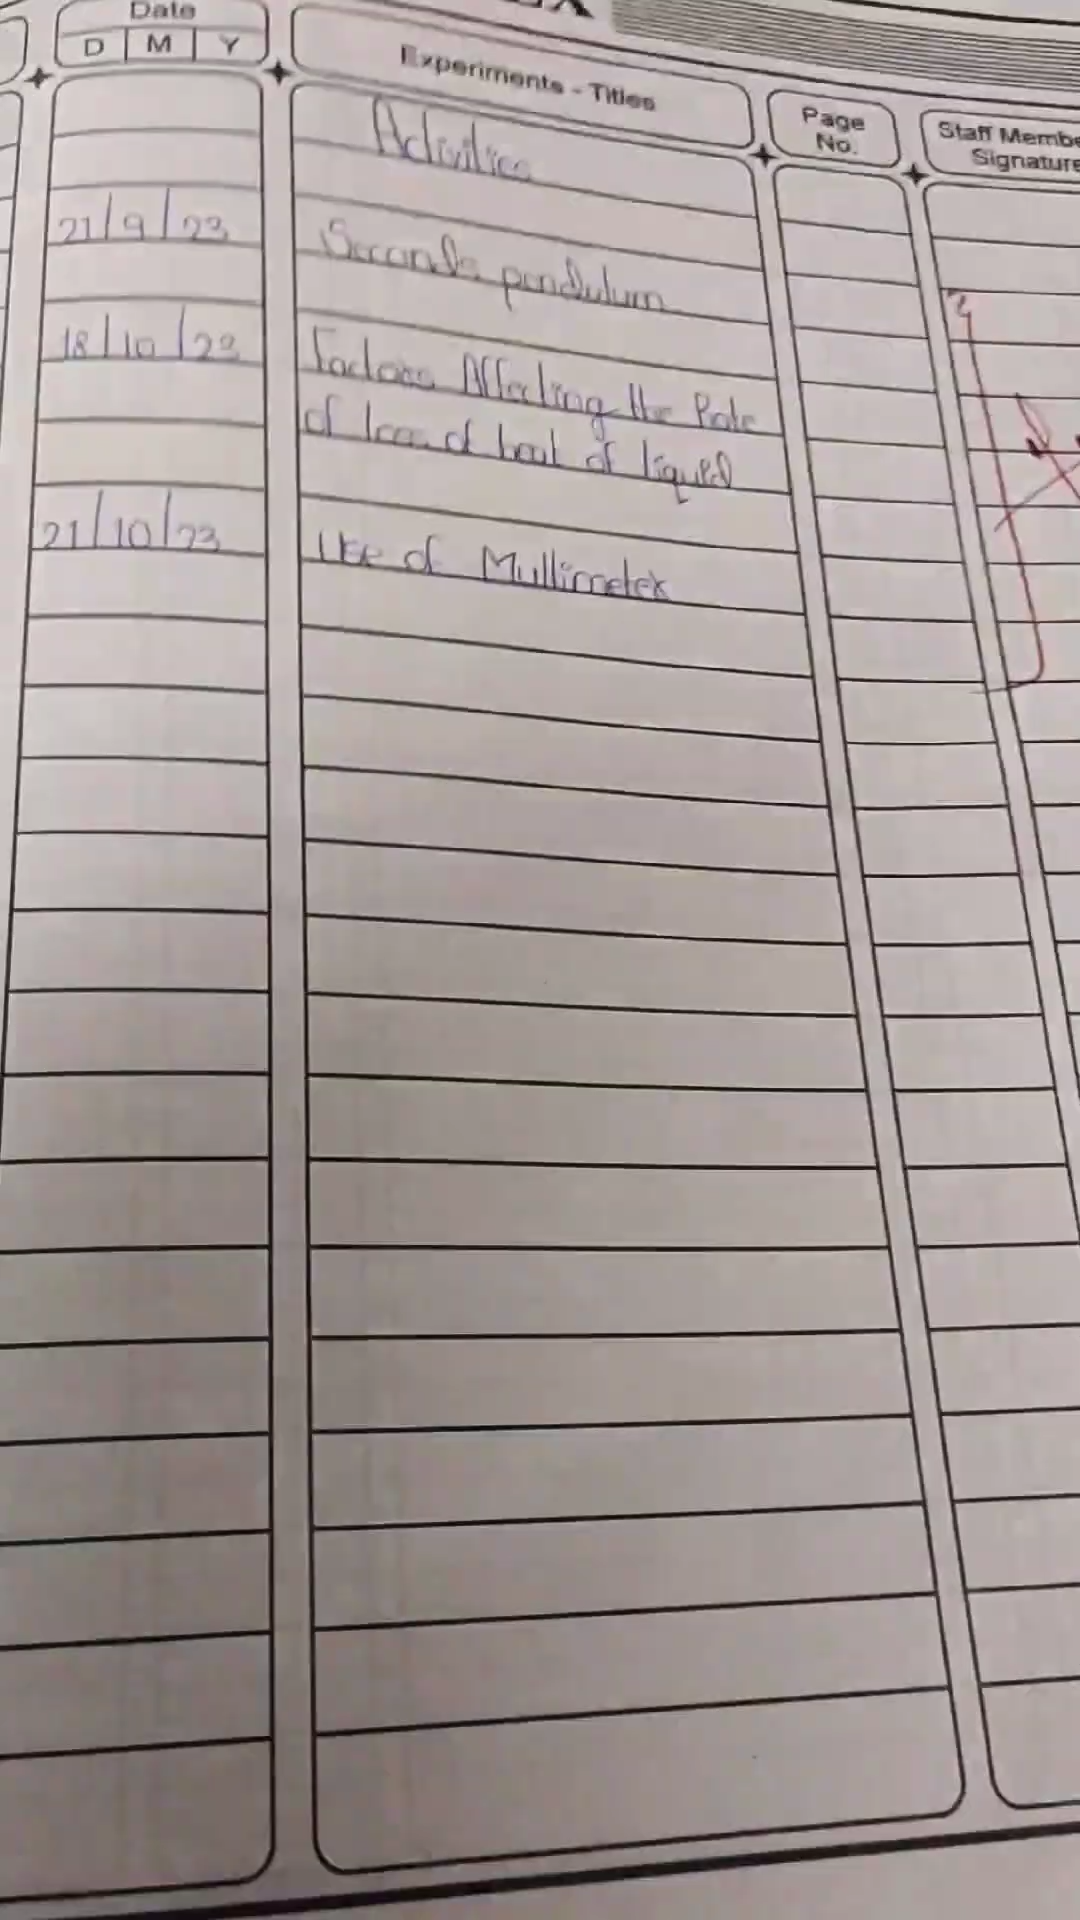 Date
D M Y
Experiments - Titles
Page
No.
Staff Membe
Signature
Activities
21/9/23 Seconds pendulum
18/10/23 Factors Affecting the Rate
of loss of heat of liquid
21/10/23 Use of Multimeter